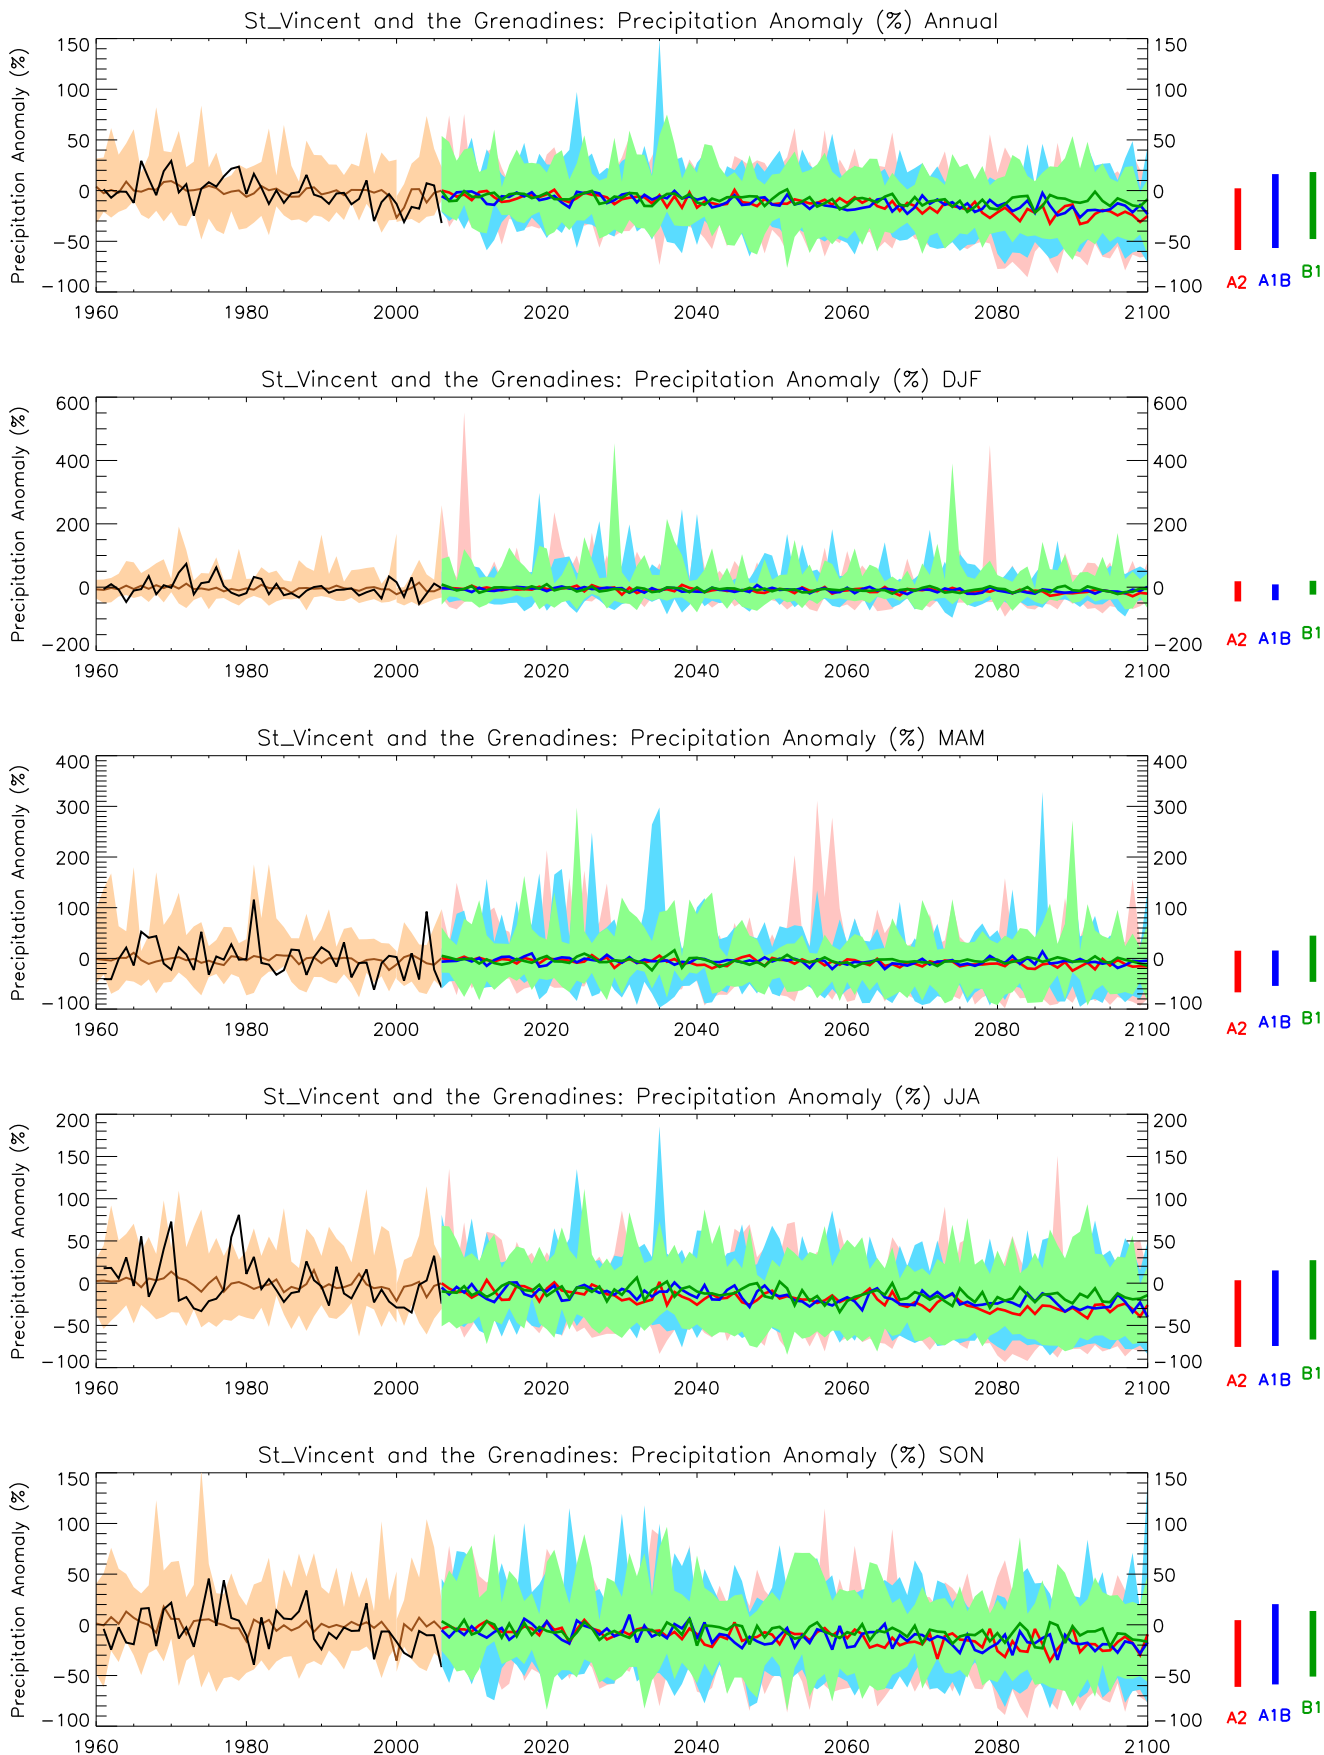 St_Vincent and the Grenadines: Precipitation Anomaly (%) Annual
Precipitation Anomaly (%)
150 150
100 100
50 50
0 0
−50 −50
−100 −100
1960 1980 2000 2020 2040 2060 2080 2100
A2 A1B B1
St_Vincent and the Grenadines: Precipitation Anomaly (%) DJF
Precipitation Anomaly (%)
600 600
400 400
200 200
0 0
−200 −200
1960 1980 2000 2020 2040 2060 2080 2100
A2 A1B B1
St_Vincent and the Grenadines: Precipitation Anomaly (%) MAM
Precipitation Anomaly (%)
400 400
300 300
200 200
100 100
0 0
−100 −100
1960 1980 2000 2020 2040 2060 2080 2100
A2 A1B B1
St_Vincent and the Grenadines: Precipitation Anomaly (%) JJA
Precipitation Anomaly (%)
200 200
150 150
100 100
50 50
0 0
−50 −50
−100 −100
1960 1980 2000 2020 2040 2060 2080 2100
A2 A1B B1
St_Vincent and the Grenadines: Precipitation Anomaly (%) SON
Precipitation Anomaly (%)
150 150
100 100
50 50
0 0
−50 −50
−100 −100
1960 1980 2000 2020 2040 2060 2080 2100
A2 A1B B1